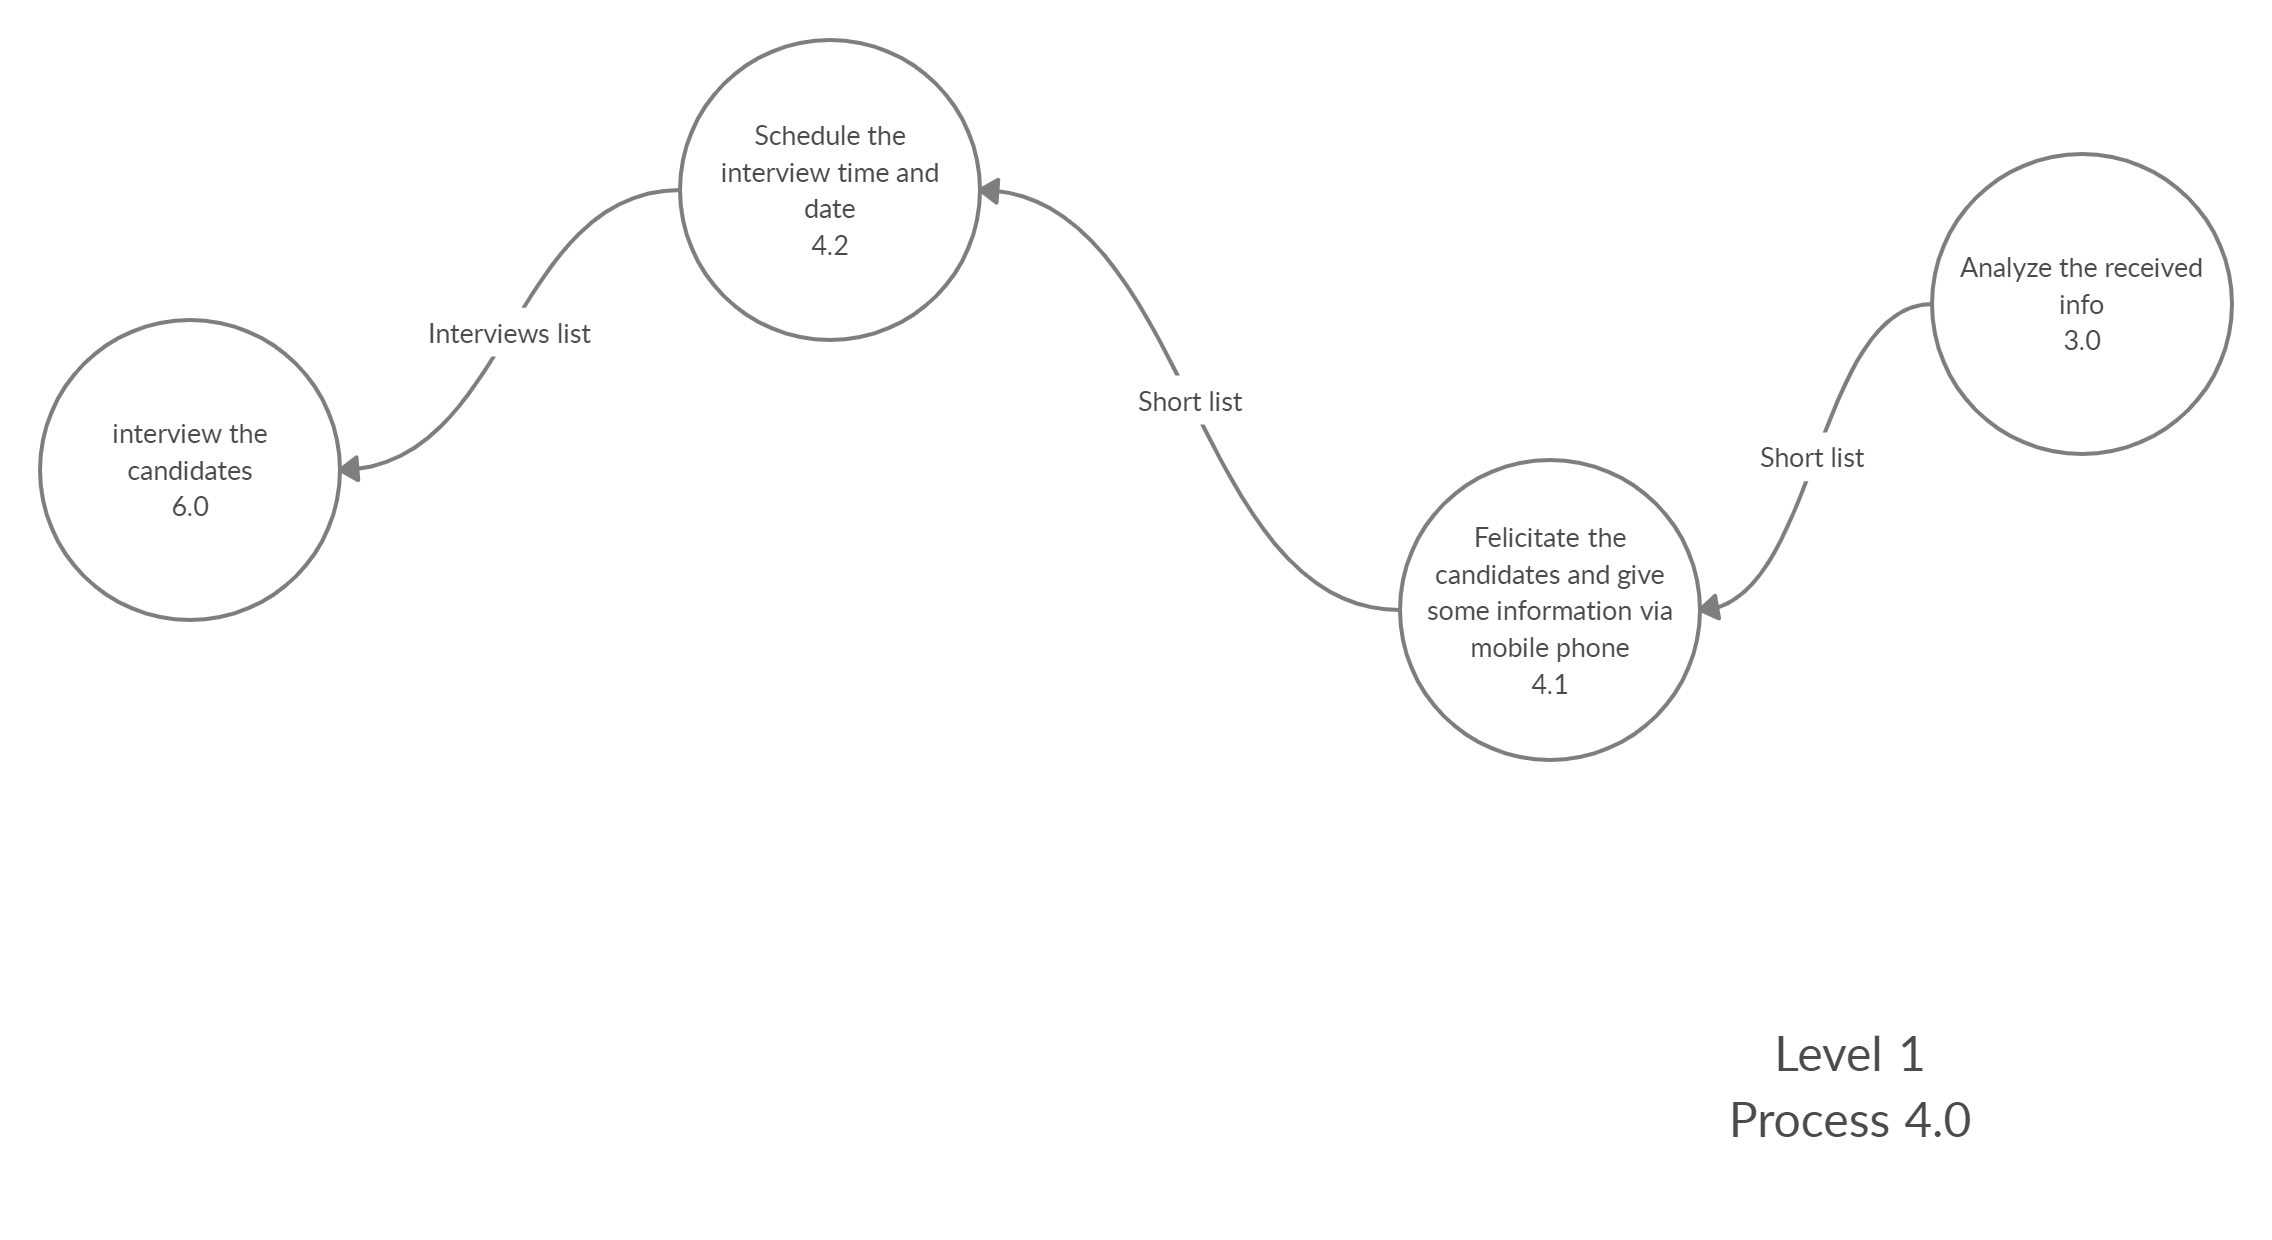 Schedule the
interview time and
date
4.2
Analyze the received
info
3.0
Interviews list
Short list
interview the
candidates
6.0
Short list
Felicitate the
candidates and give
some information via
mobile phone
4.1
Level 1
Process 4.0